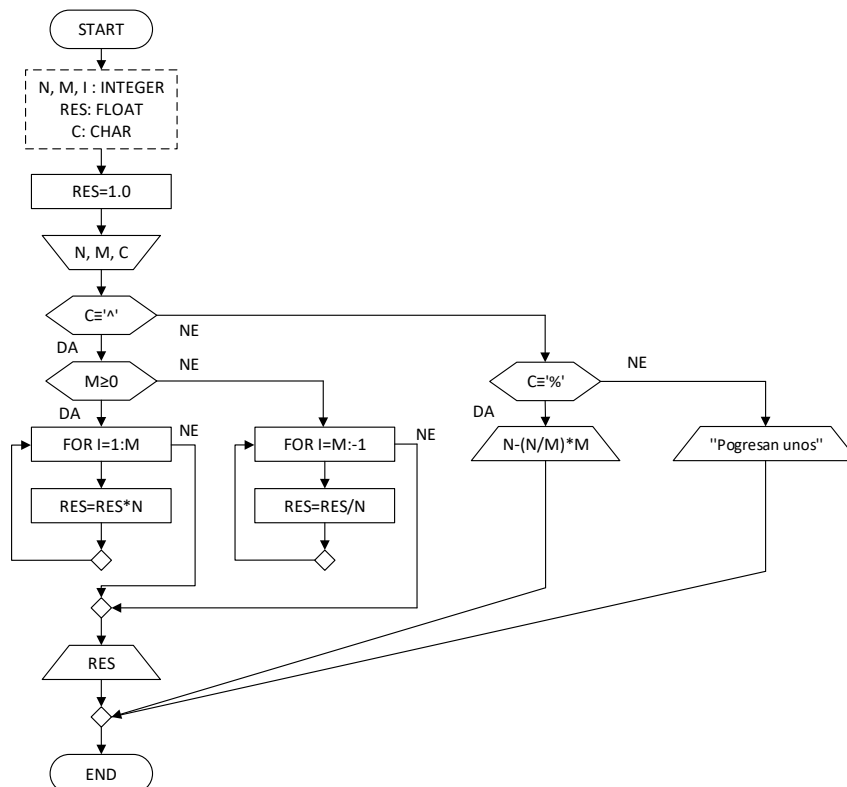 START
N, M, I : INTEGER
RES: FLOAT
C: CHAR
RES=1.0
N, M, C
C≡'^'
NE
DA
M≥0
NE
DA
C≡'%'
NE
DA
FOR I=1:M
NE
FOR I=M:-1
NE
N-(N/M)*M
"Pogresan unos"
RES=RES*N
RES=RES/N
RES
END